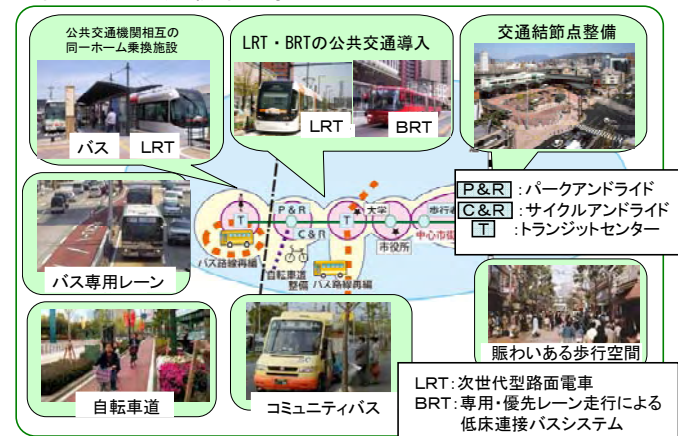 公共交通機関相互の
同一ホーム乗換施設
バス
LRT
LRT・BRTの公共交通導入
LRT
BRT
交通結節点整備
P&R:パークアンドライド
C&R:サイクルアンドライド
T:トランジットセンター
バス専用レーン
T
P&R
C&R
T
大学
歩行者
市役所
中心市街
バス路線再編
自転車道
整備
バス路線再編
自転車道
コミュニティバス
賑わいある歩行空間
LRT:次世代型路面電車
BRT:専用・優先レーン走行による
低床連接バスシステム